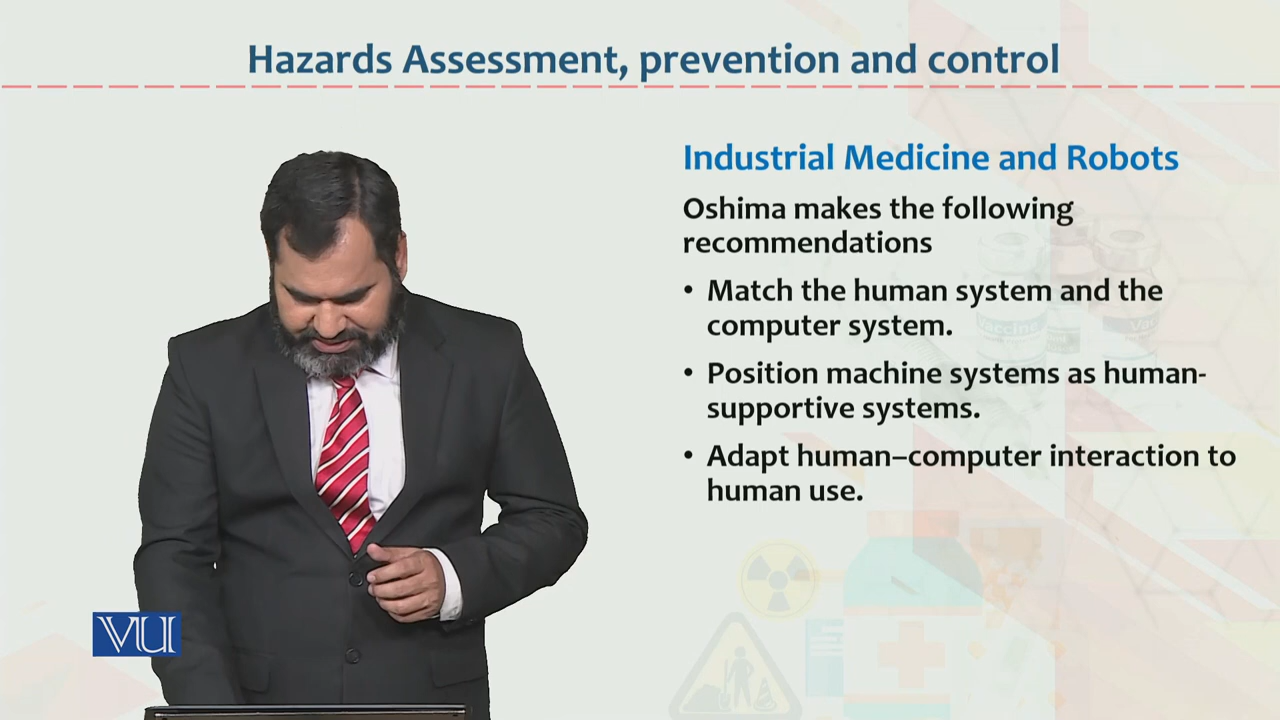 Hazards Assessment, prevention and control
Industrial Medicine and Robots
Oshima makes the following
recommendations
• Match the human system and the
computer system.
• Position machine systems as human-
supportive systems.
• Adapt human–computer interaction to
human use.
Vaccine
VU